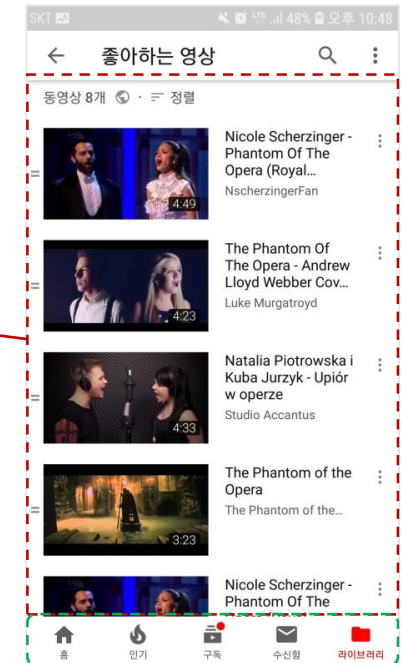 SKT LTE 48% 오후 10:48
좋아하는 영상
동영상 8개 · 정렬
Nicole Scherzinger -
Phantom Of The
Opera (Royal...
NscherzingerFan
4:49
The Phantom Of
The Opera - Andrew
Lloyd Webber Cov...
Luke Murgatroyd
4:23
Natalia Piotrowska i
Kuba Jurzyk - Upiór
w operze
Studio Accantus
4:33
The Phantom of the
Opera
The Phantom of the...
3:23
Nicole Scherzinger -
Phantom Of The
홈 인기 구독 수신함 라이브러리